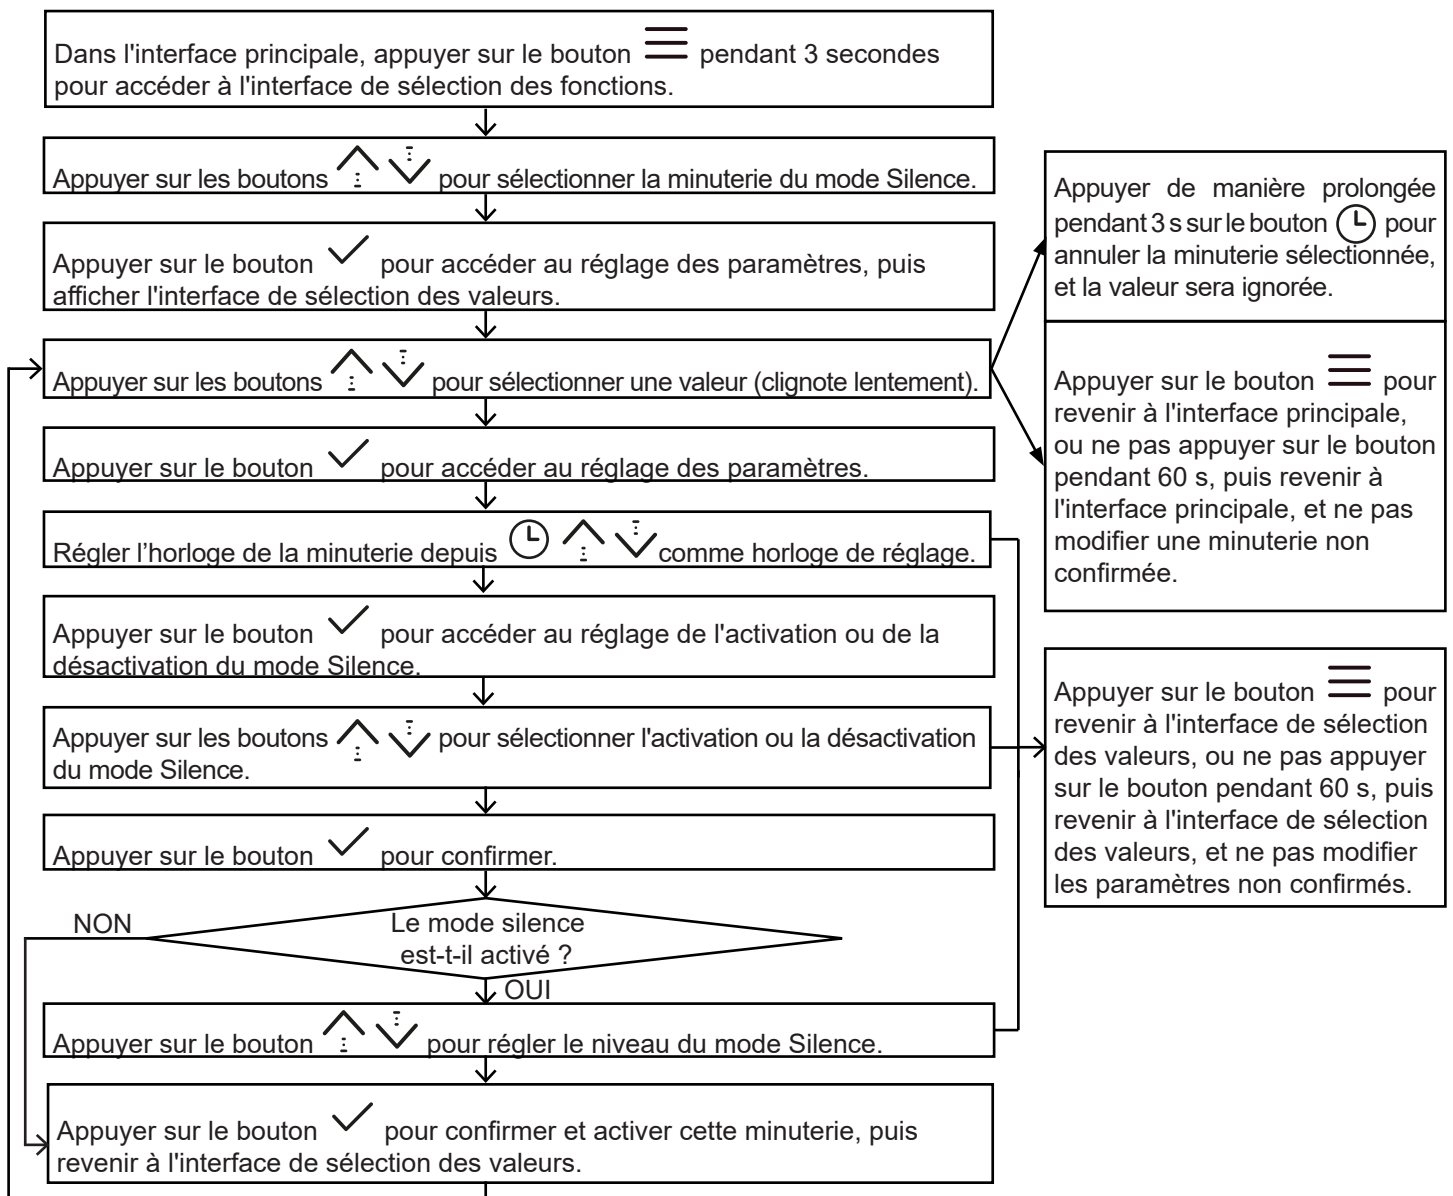 Dans l'interface principale, appuyer sur le bouton pendant 3 secondes
pour accéder à l'interface de sélection des fonctions.
Appuyer sur les boutons pour sélectionner la minuterie du mode Silence.
Appuyer sur le bouton pour accéder au réglage des paramètres, puis
afficher l'interface de sélection des valeurs.
Appuyer sur les boutons pour sélectionner une valeur (clignote lentement).
Appuyer sur le bouton pour accéder au réglage des paramètres.
Régler l’horloge de la minuterie depuis comme horloge de réglage.
Appuyer sur le bouton pour accéder au réglage de l'activation ou de la
désactivation du mode Silence.
Appuyer sur les boutons pour sélectionner l'activation ou la désactivation
du mode Silence.
Appuyer sur le bouton pour confirmer.
NON
Le mode silence
est-t-il activé ?
OUI
Appuyer sur le bouton pour régler le niveau du mode Silence.
Appuyer sur le bouton pour confirmer et activer cette minuterie, puis
revenir à l'interface de sélection des valeurs.
Appuyer de manière prolongée
pendant 3 s sur le bouton pour
annuler la minuterie sélectionnée,
et la valeur sera ignorée.
Appuyer sur le bouton pour
revenir à l'interface principale,
ou ne pas appuyer sur le bouton
pendant 60 s, puis revenir à
l'interface principale, et ne pas
modifier une minuterie non
confirmée.
Appuyer sur le bouton pour
revenir à l'interface de sélection
des valeurs, ou ne pas appuyer
sur le bouton pendant 60 s, puis
revenir à l'interface de sélection
des valeurs, et ne pas modifier
les paramètres non confirmés.